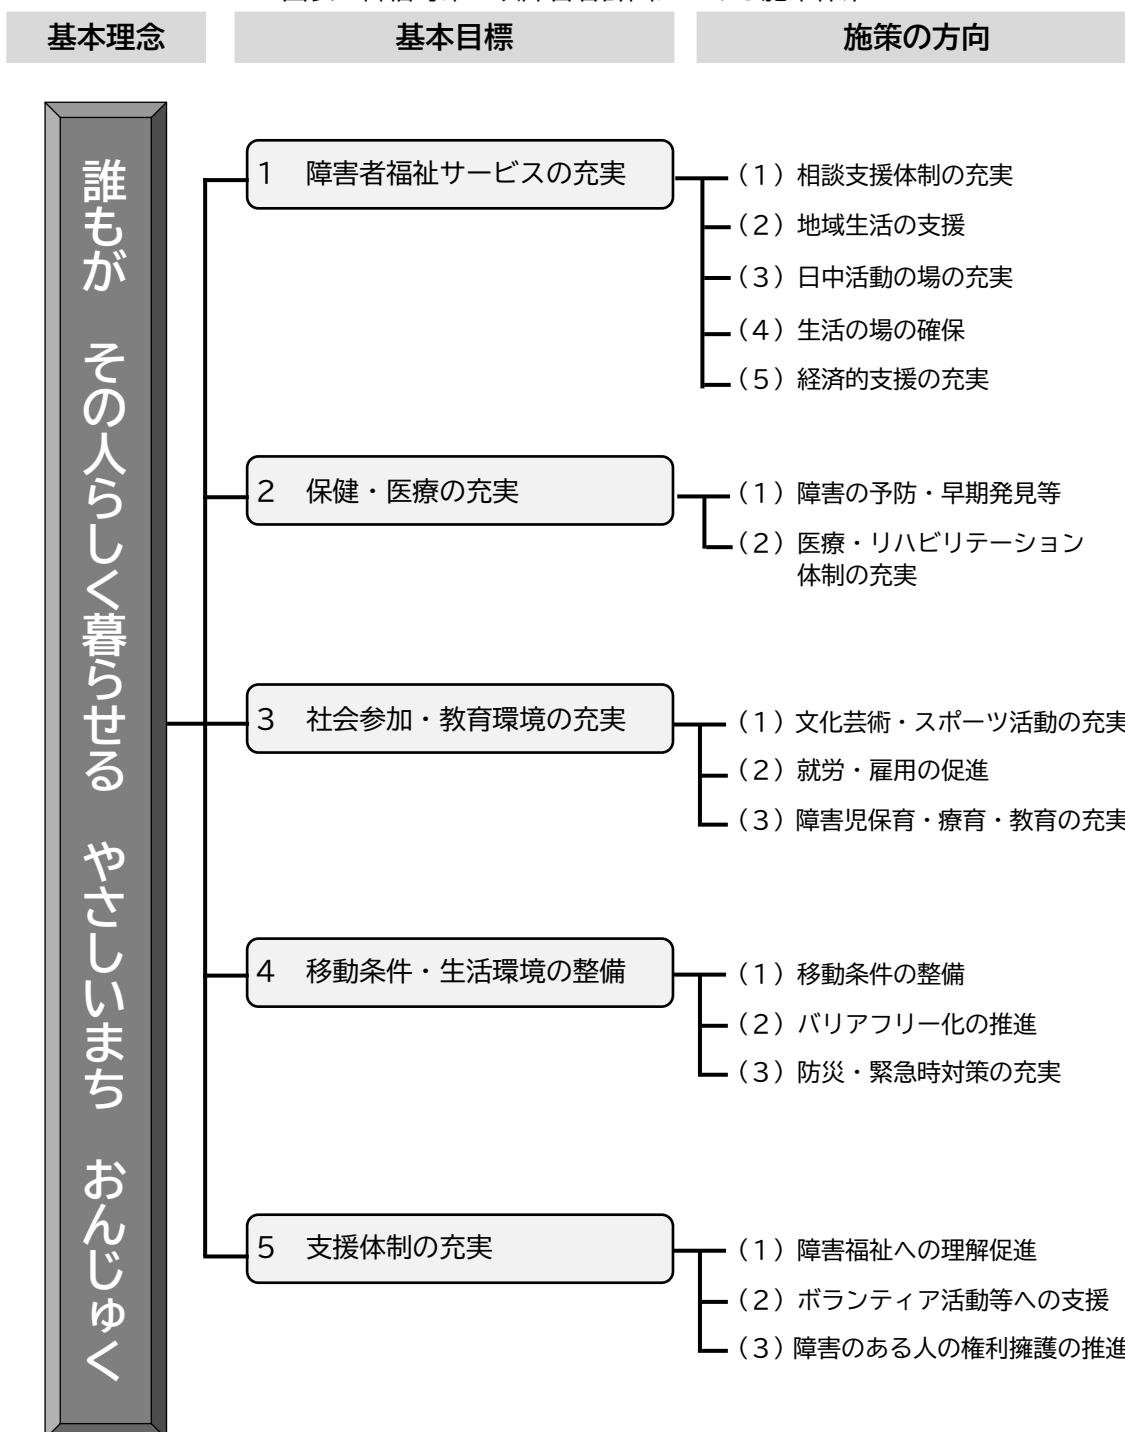 基本理念
基本目標
施策の方向
誰もが　その人らしく暮らせる　やさしいまち　おんじゅく
1　障害者福祉サービスの充実
（1）相談支援体制の充実
（2）地域生活の支援
（3）日中活動の場の充実
（4）生活の場の確保
（5）経済的支援の充実
2　保健・医療の充実
（1）障害の予防・早期発見等
（2）医療・リハビリテーション
体制の充実
3　社会参加・教育環境の充実
（1）文化芸術・スポーツ活動の充実
（2）就労・雇用の促進
（3）障害児保育・療育・教育の充実
4　移動条件・生活環境の整備
（1）移動条件の整備
（2）バリアフリー化の推進
（3）防災・緊急時対策の充実
5　支援体制の充実
（1）障害福祉への理解促進
（2）ボランティア活動等への支援
（3）障害のある人の権利擁護の推進